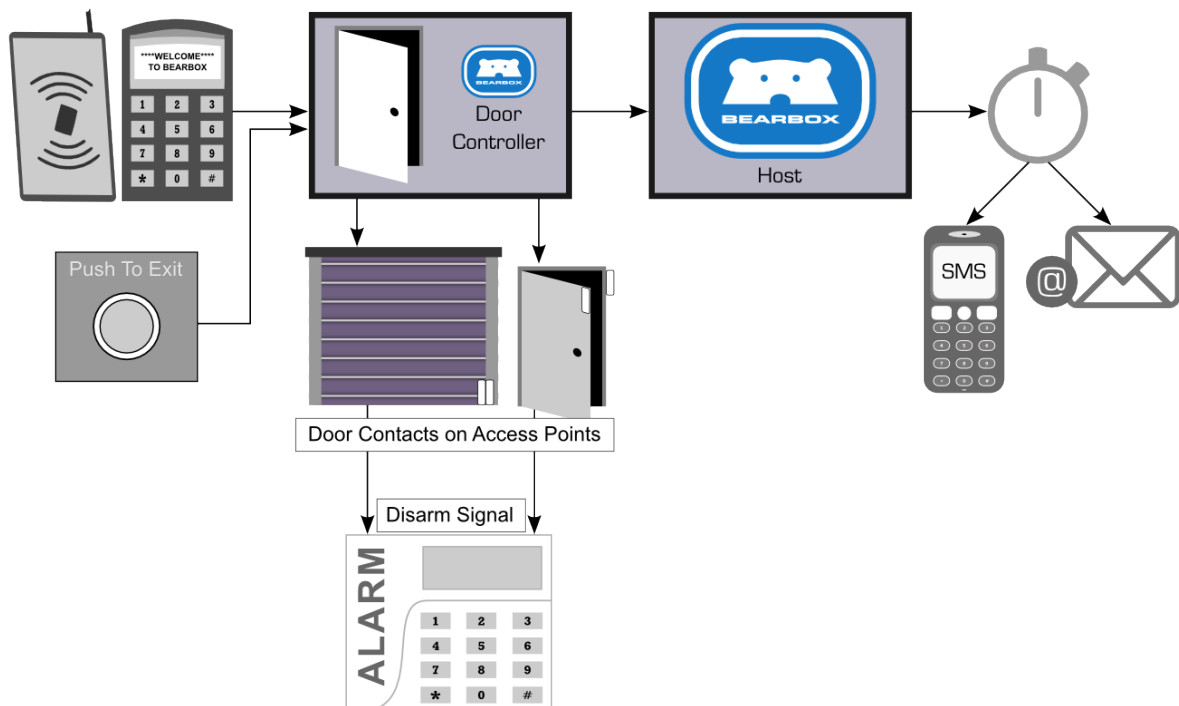 ****WELCOME****
TO BEARBOX
1 2 3
4 5 6
7 8 9
* 0 #
BEARBOX
Door
Controller
BEARBOX
Host
Push To Exit
SMS
@
Door Contacts on Access Points
Disarm Signal
ALARM
1 2 3
4 5 6
7 8 9
* 0 #